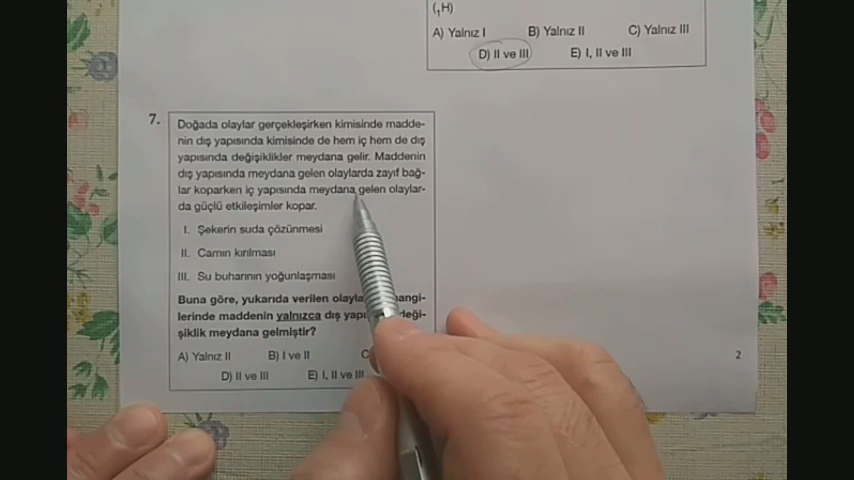 (₁H)
A) Yalnız I B) Yalnız II C) Yalnız III
D) II ve III E) I, II ve III
7. Doğada olaylar gerçekleşirken kimisinde madde-
nin dış yapısında kimisinde de hem iç hem de dış
yapısında değişiklikler meydana gelir. Maddenin
dış yapısında meydana gelen olaylarda zayıf bağ-
lar koparken iç yapısında meydana gelen olaylar-
da güçlü etkileşimler kopar.
I. Şekerin suda çözünmesi
II. Camın kırılması
III. Su buharının yoğunlaşması
Buna göre, yukarıda verilen olayla angi-
lerinde maddenin yalnızca dış yapı deği-
şiklik meydana gelmiştir?
A) Yalnız II B) I ve II C
D) II ve III E) I, II ve III
2